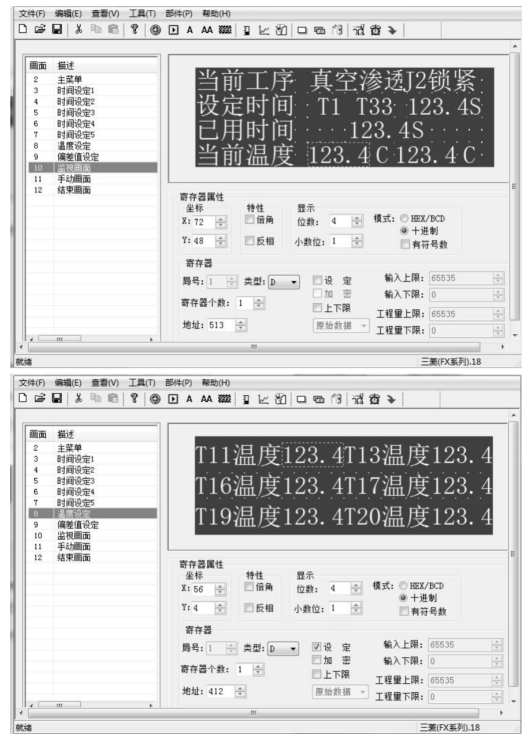 文件(F) 编辑(E) 查看(V) 工具(T) 部件(P) 帮助(H)
A AA
画面 描述
2 主菜单
3 时间设定1
4 时间设定2
5 时间设定3
6 时间设定4
7 时间设定5
8 温度设定
9 偏差值设定
10 监视画面
11 手动画面
12 结束画面
当前工序 真空渗透J2锁紧
设定时间 T1 T33 123.4S
已用时间 123.4S
当前温度 123.4C 123.4C
寄存器属性
坐标 特性 显示
X: 72 倍角 位数: 4 模式: HEX/BCD
十进制
Y: 48 反相 小数位: 1 有符号数
寄存器
局号: 1 类型: D 设 定 输入上限: 65535
加 密 输入下限: 0
寄存器个数: 1 上下限 工程量上限: 65535
地址: 513 原始数据 工程量下限: 0
就绪 三菱(FX系列).18
文件(F) 编辑(E) 查看(V) 工具(T) 部件(P) 帮助(H)
A AA
画面 描述
2 主菜单
3 时间设定1
4 时间设定2
5 时间设定3
6 时间设定4
7 时间设定5
8 温度设定
9 偏差值设定
10 监视画面
11 手动画面
12 结束画面
T11温度123.4T13温度123.4
T16温度123.4T17温度123.4
T19温度123.4T20温度123.4
寄存器属性
坐标 特性 显示
X: 56 倍角 位数: 4 模式: HEX/BCD
十进制
Y: 4 反相 小数位: 1 有符号数
寄存器
局号: 1 类型: D 设 定 输入上限: 65535
加 密 输入下限: 0
寄存器个数: 1 上下限 工程量上限: 65535
地址: 412 原始数据 工程量下限: 0
就绪 三菱(FX系列).18